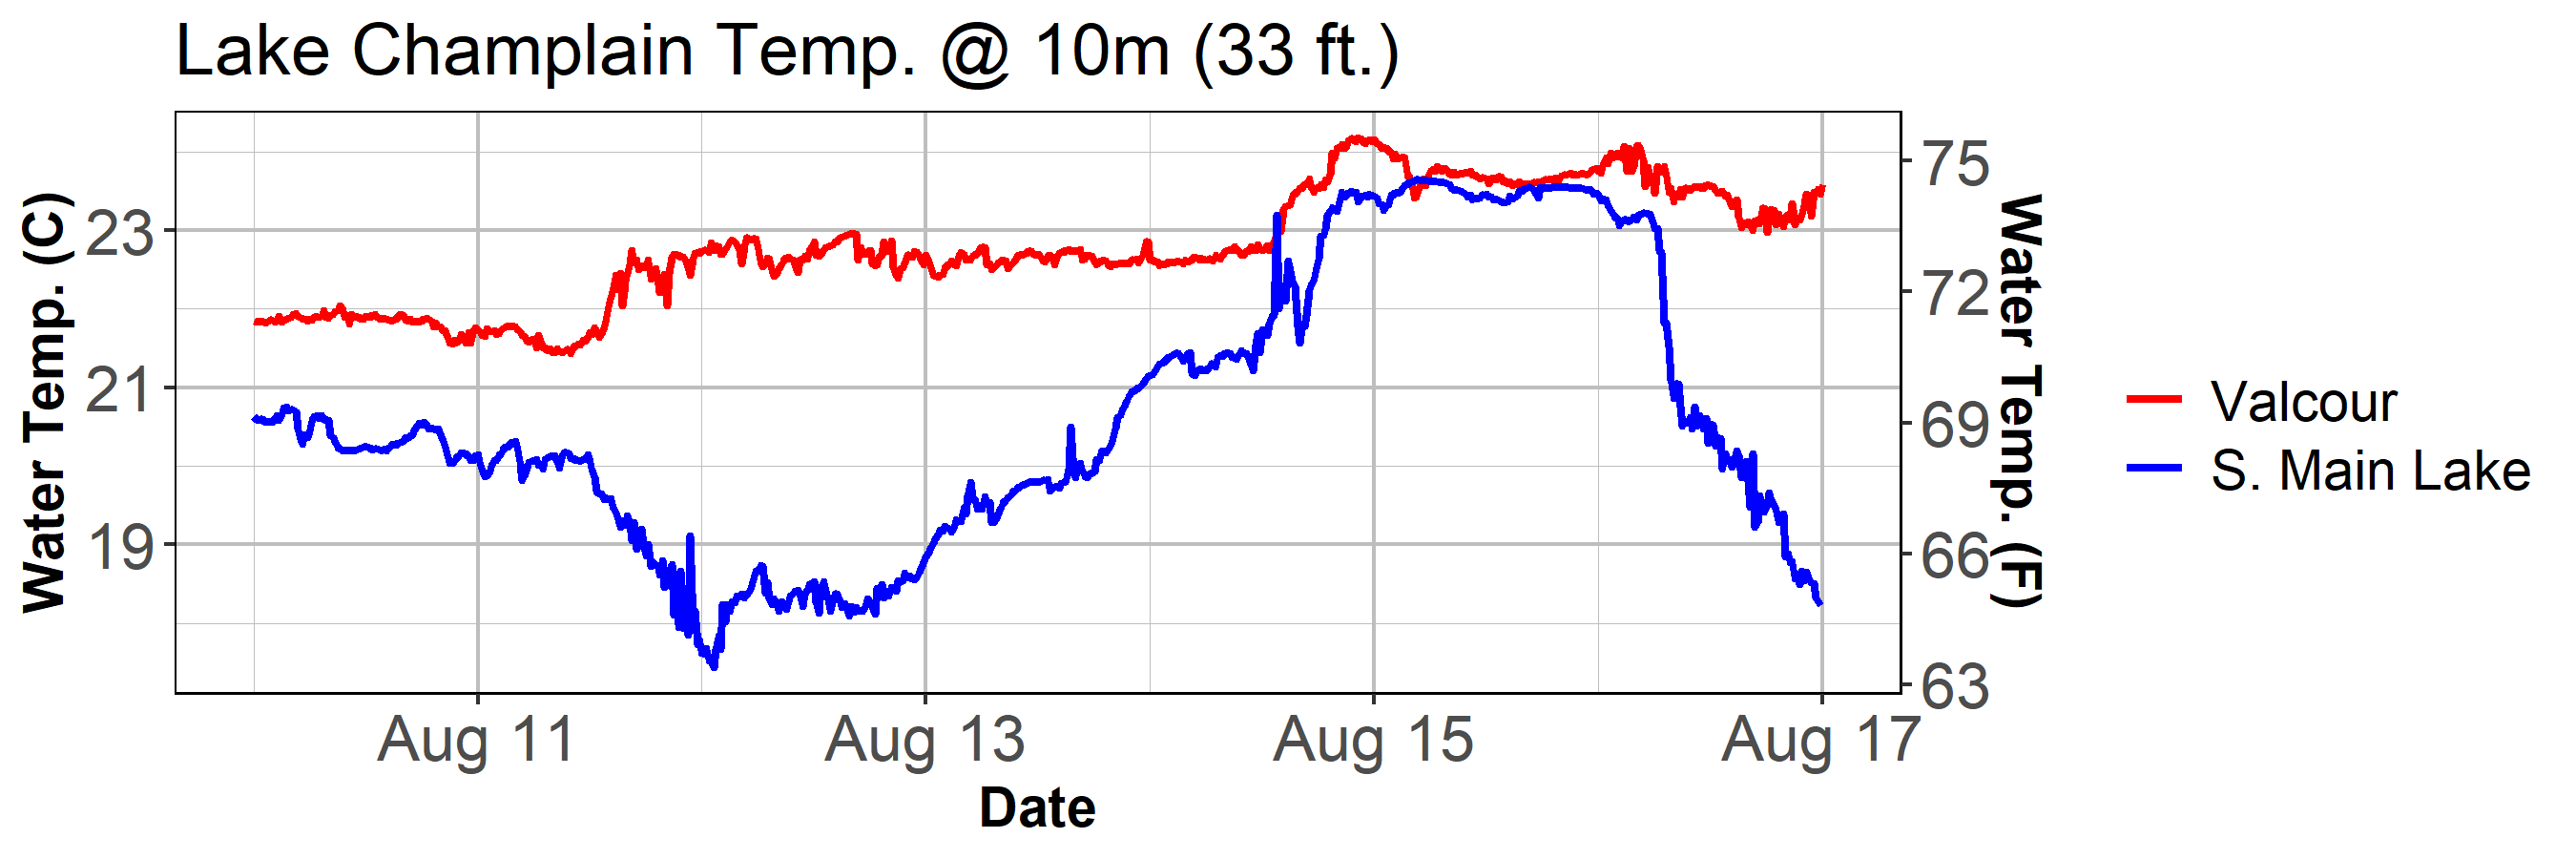 Lake Champlain Temp. @ 10m (33 ft.)
Water Temp. (C)
23
21
19
75
72
69
66
63
Water Temp. (F)
Aug 11
Aug 13
Aug 15
Aug 17
Date
Valcour
S. Main Lake